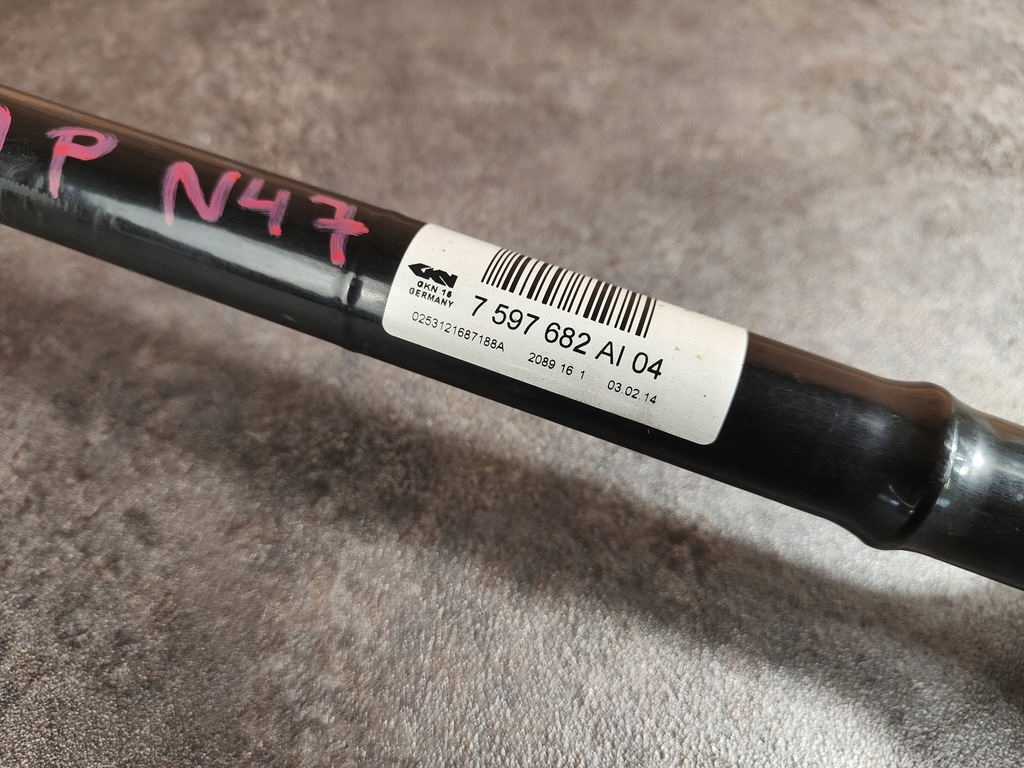 P N47
GKN
GKN 16
GERMANY
7 597 682 AI 04
0253121687188A 2089 16 1 03.02.14